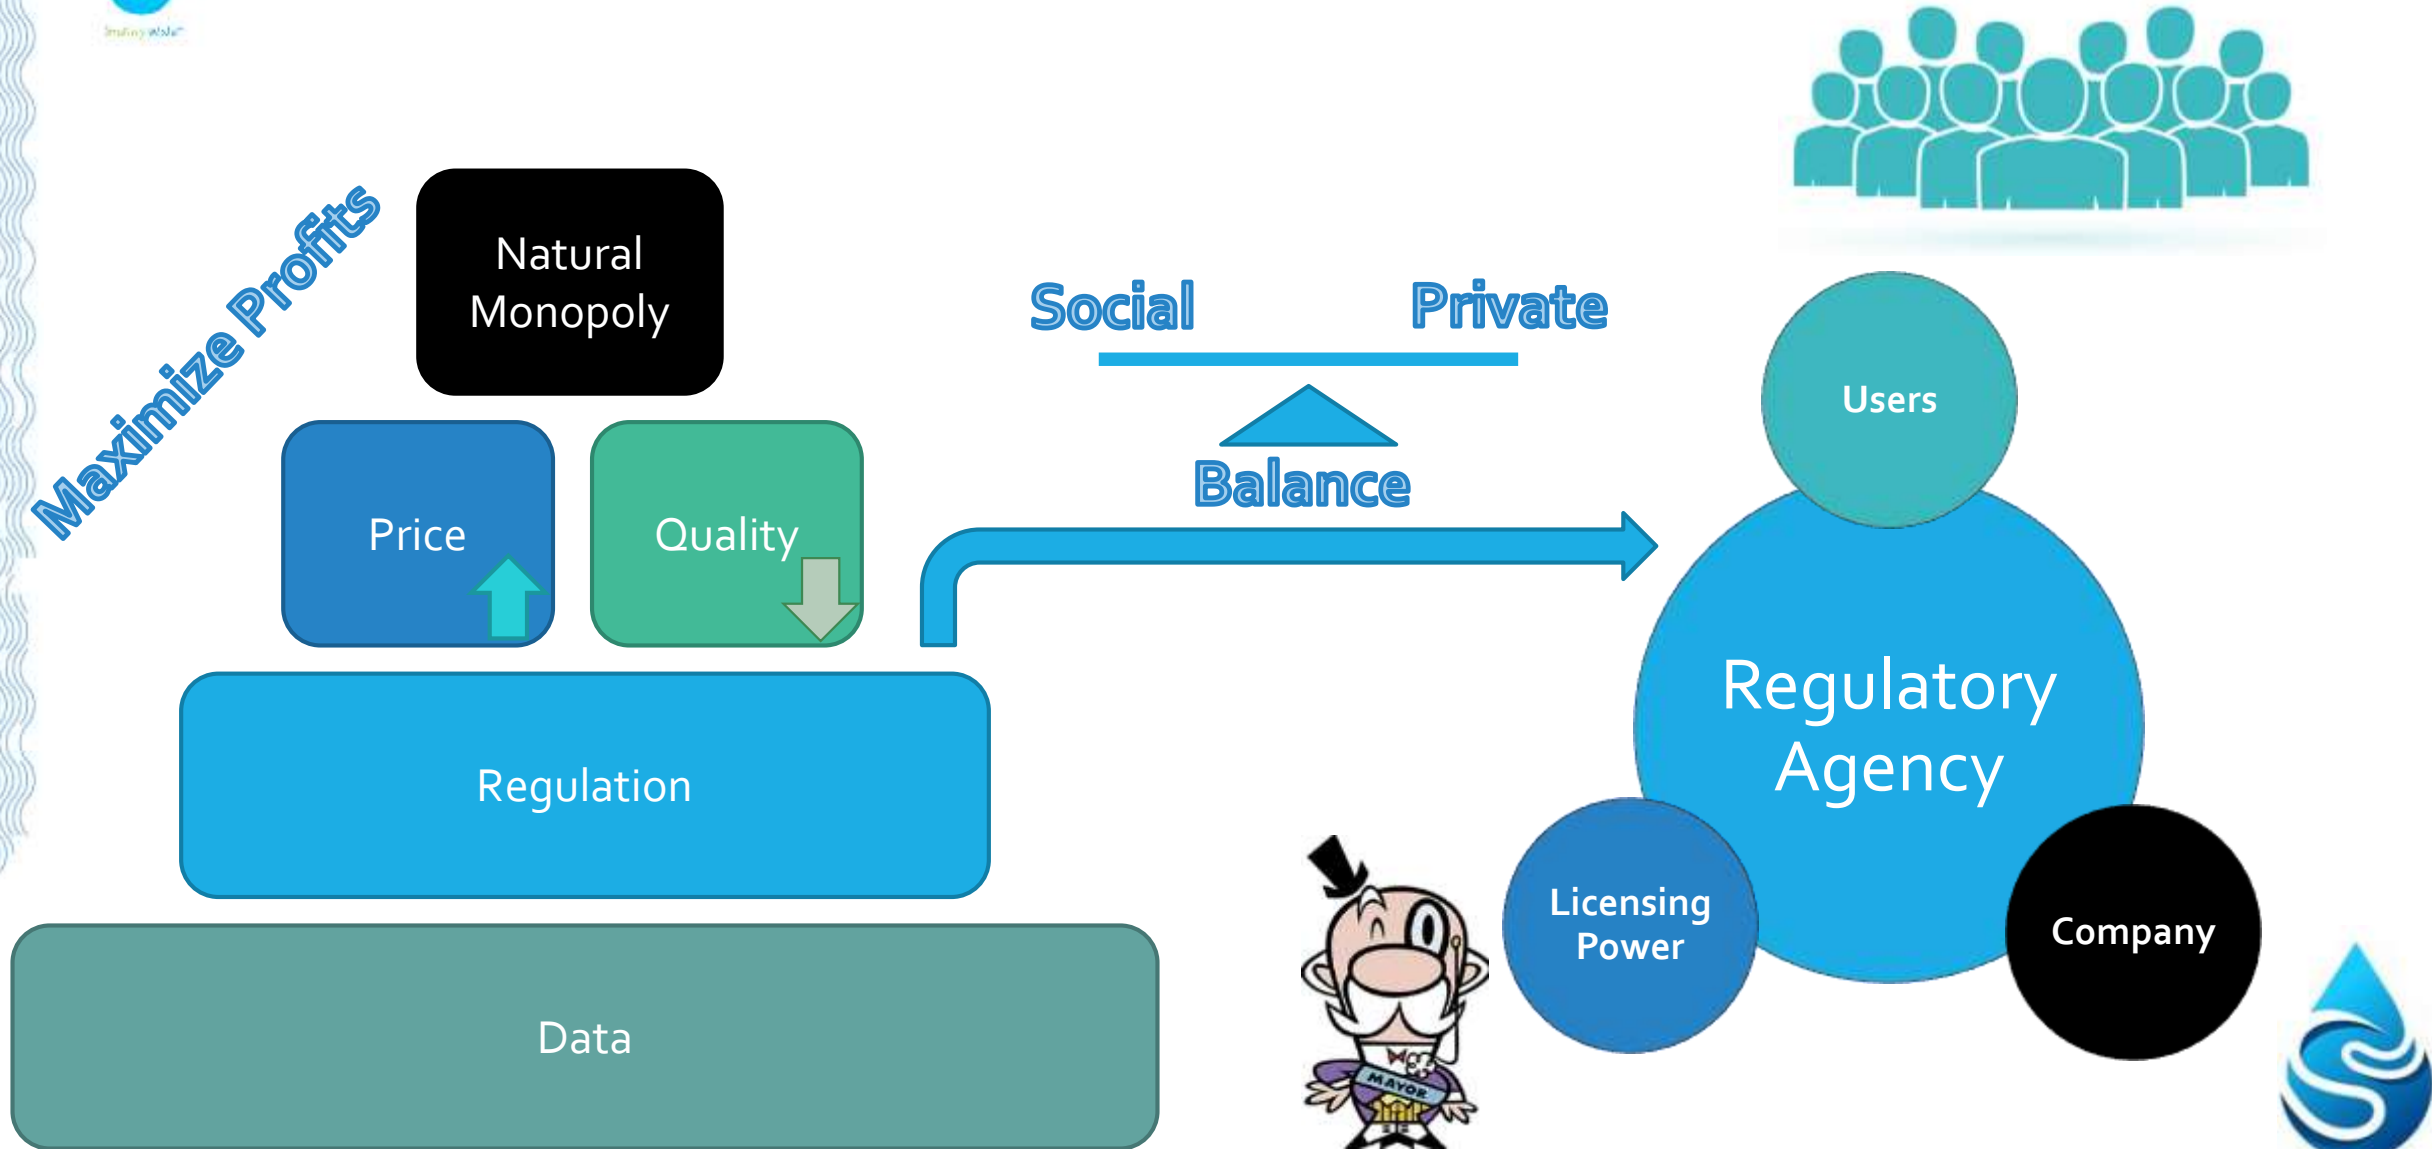 Maximize Profits
Natural
Monopoly
Price
Quality
Regulation
Data
Social
Private
Balance
Users
Regulatory
Agency
Licensing
Power
Company
MAYOR